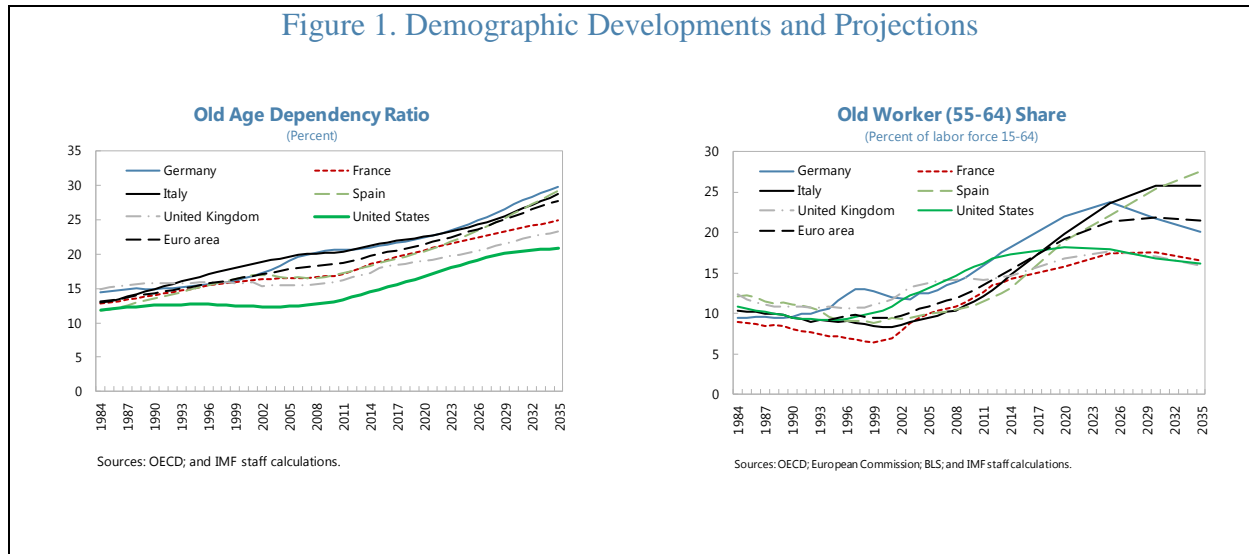 Figure 1. Demographic Developments and Projections
Old Age Dependency Ratio
(Percent)
35
30
25
20
15
10
5
0
Germany
France
Italy
Spain
United Kingdom
United States
Euro area
1984
1987
1990
1993
1996
1999
2002
2005
2008
2011
2014
2017
2020
2023
2026
2029
2032
2035
Sources: OECD; and IMF staff calculations.
Old Worker (55-64) Share
(Percent of labor force 15-64)
30
25
20
15
10
5
0
Germany
France
Italy
Spain
United Kingdom
United States
Euro area
1984
1987
1990
1993
1996
1999
2002
2005
2008
2011
2014
2017
2020
2023
2026
2029
2032
2035
Sources: OECD; European Commission; BLS; and IMF staff calculations.